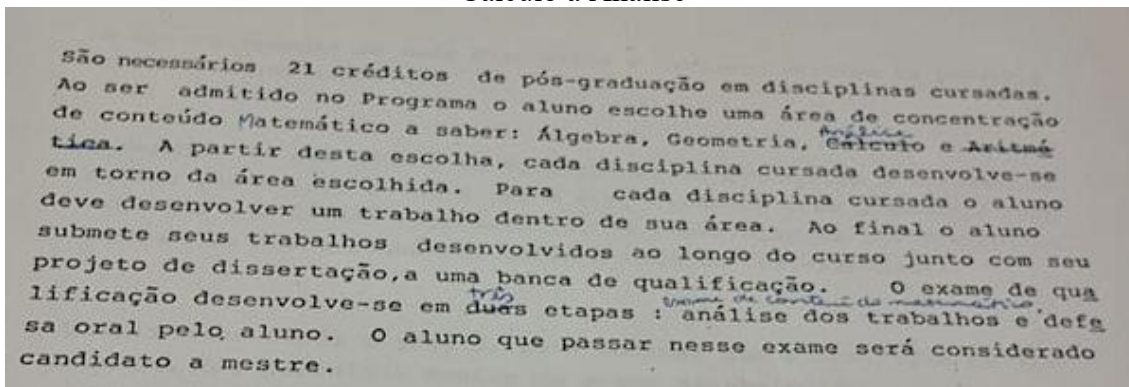 São necessários 21 créditos de pós-graduação em disciplinas cursadas.
Ao ser admitido no Programa o aluno escolhe uma área de concentração
de conteúdo Matemático a saber: Álgebra, Geometria, Cálculo e Aritmé
Análise
tica. A partir desta escolha, cada disciplina cursada desenvolve-se
em torno da área escolhida. Para cada disciplina cursada o aluno
deve desenvolver um trabalho dentro de sua área. Ao final o aluno
submete seus trabalhos desenvolvidos ao longo do curso junto com seu
projeto de dissertação,a uma banca de qualificação. O exame de qua
três exame de conteúdo matemático
lificação desenvolve-se em duas etapas : análise dos trabalhos e defe
sa oral pelo aluno. O aluno que passar nesse exame será considerado
candidato a mestre.